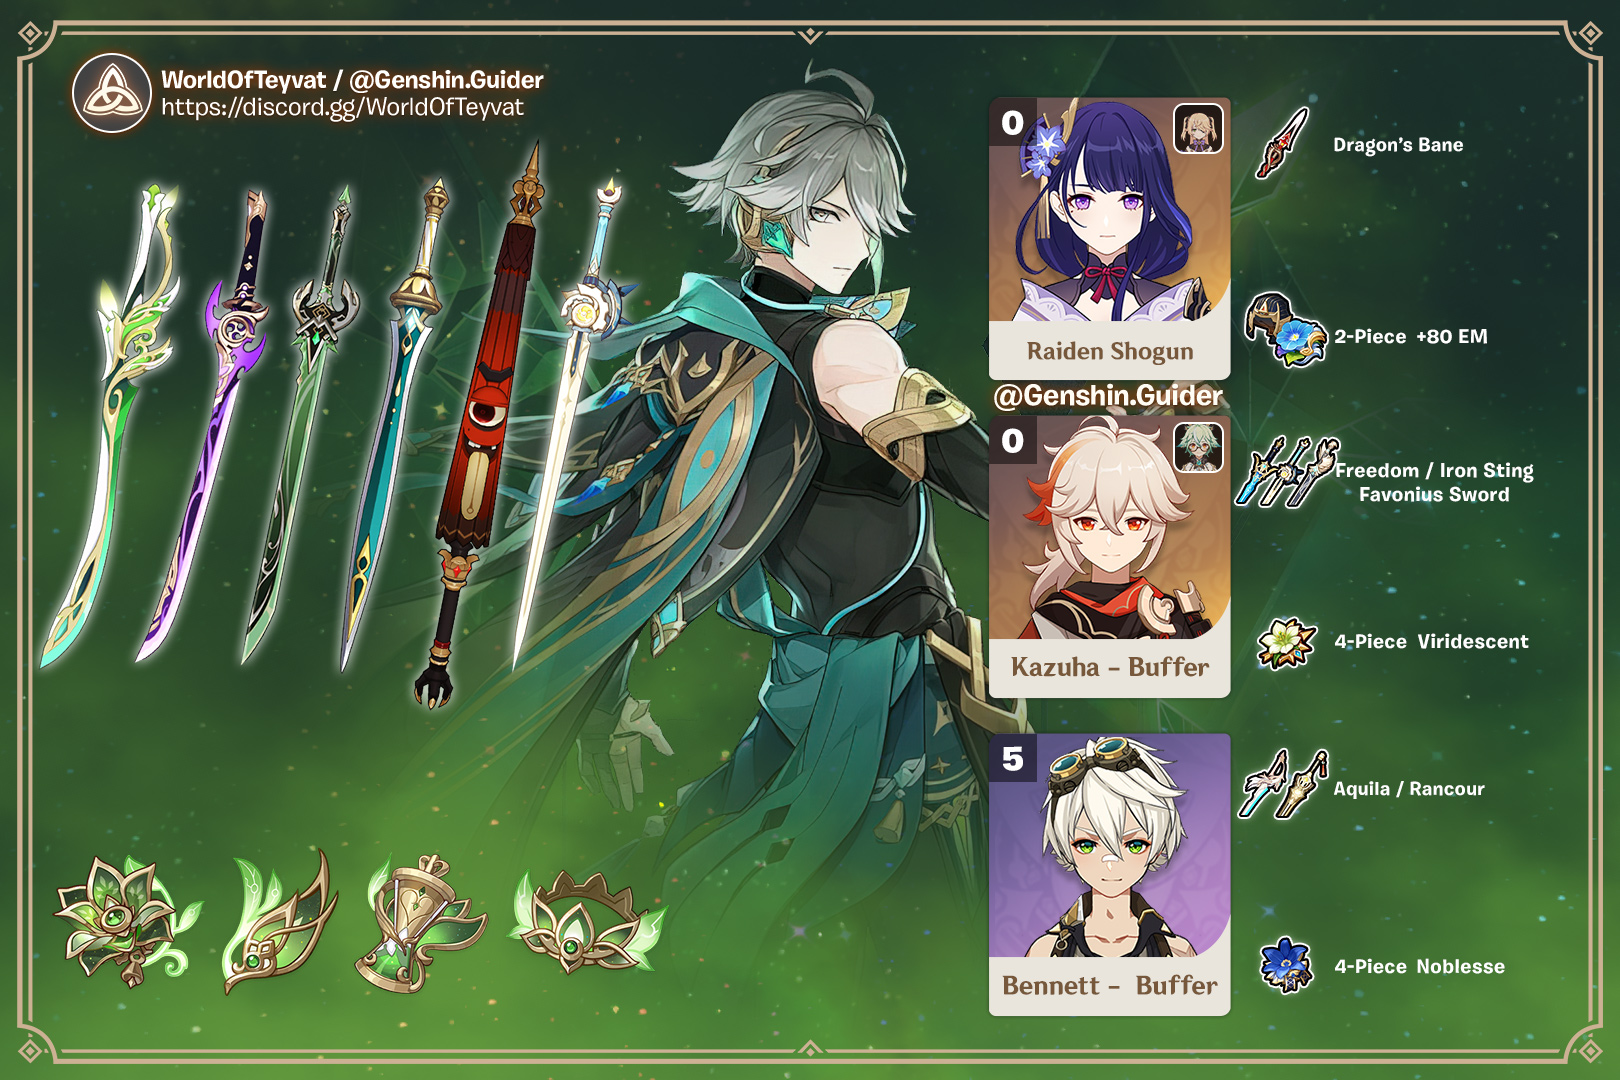 WorldOfTeyvat / @Genshin.Guider
https://discord.gg/WorldOfTeyvat
0
Raiden Shogun
Dragon's Bane
2-Piece +80 EM
@Genshin.Guider
0
Kazuha - Buffer
Freedom / Iron Sting
Favonius Sword
4-Piece Viridescent
5
Bennett - Buffer
Aquila / Rancour
4-Piece Noblesse